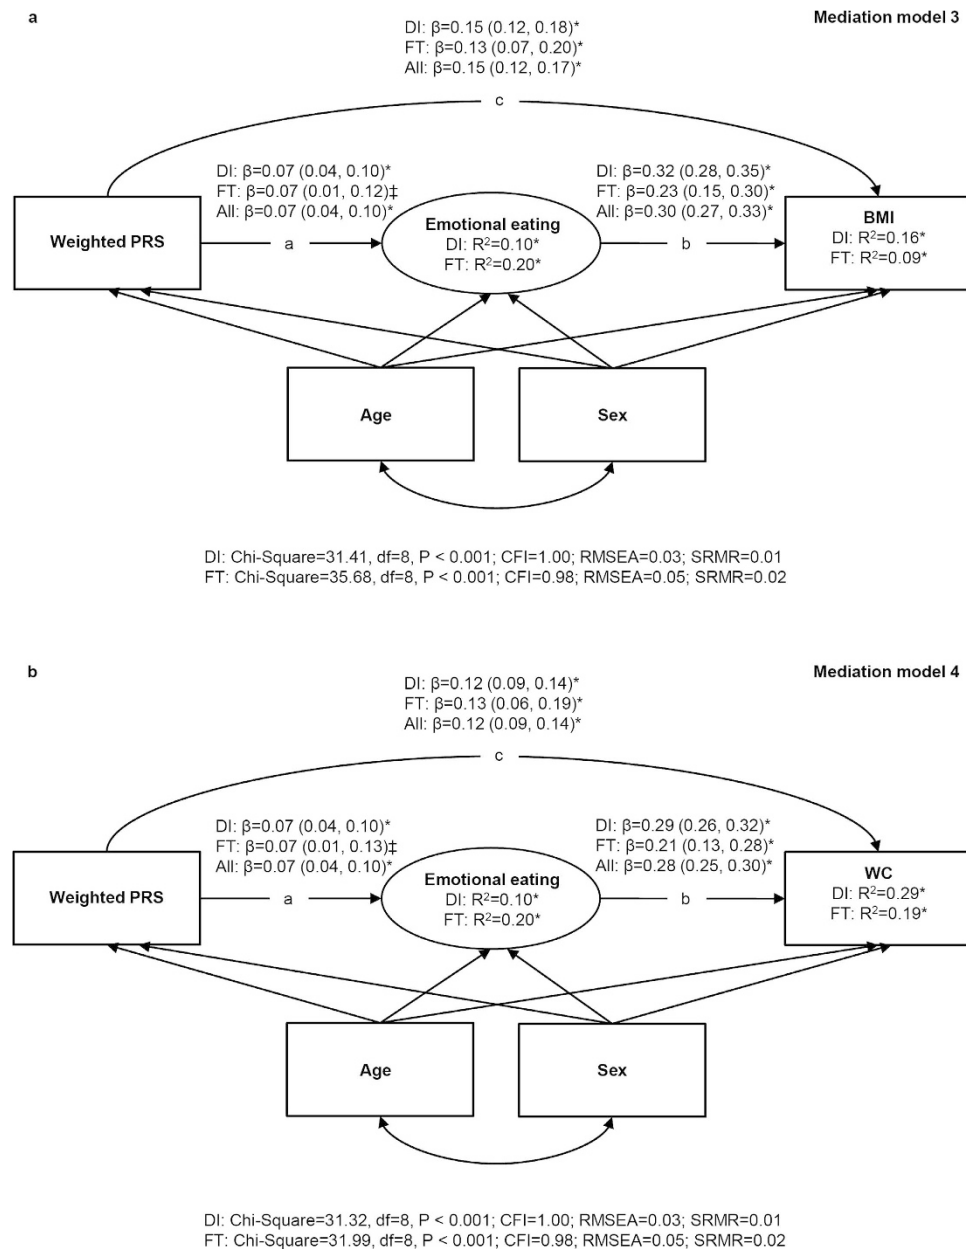 a
Mediation model 3
DI: β=0.15 (0.12, 0.18)*
FT: β=0.13 (0.07, 0.20)*
All: β=0.15 (0.12, 0.17)*
c
DI: β=0.07 (0.04, 0.10)*
FT: β=0.07 (0.01, 0.12)‡
All: β=0.07 (0.04, 0.10)*
DI: β=0.32 (0.28, 0.35)*
FT: β=0.23 (0.15, 0.30)*
All: β=0.30 (0.27, 0.33)*
Weighted PRS
a
Emotional eating
DI: R²=0.10*
FT: R²=0.20*
b
BMI
DI: R²=0.16*
FT: R²=0.09*
Age
Sex
DI: Chi-Square=31.41, df=8, P < 0.001; CFI=1.00; RMSEA=0.03; SRMR=0.01
FT: Chi-Square=35.68, df=8, P < 0.001; CFI=0.98; RMSEA=0.05; SRMR=0.02
b
Mediation model 4
DI: β=0.12 (0.09, 0.14)*
FT: β=0.13 (0.06, 0.19)*
All: β=0.12 (0.09, 0.14)*
c
DI: β=0.07 (0.04, 0.10)*
FT: β=0.07 (0.01, 0.13)‡
All: β=0.07 (0.04, 0.10)*
DI: β=0.29 (0.26, 0.32)*
FT: β=0.21 (0.13, 0.28)*
All: β=0.28 (0.25, 0.30)*
Weighted PRS
a
Emotional eating
DI: R²=0.10*
FT: R²=0.20*
b
WC
DI: R²=0.29*
FT: R²=0.19*
Age
Sex
DI: Chi-Square=31.32, df=8, P < 0.001; CFI=1.00; RMSEA=0.03; SRMR=0.01
FT: Chi-Square=31.99, df=8, P < 0.001; CFI=0.98; RMSEA=0.05; SRMR=0.02